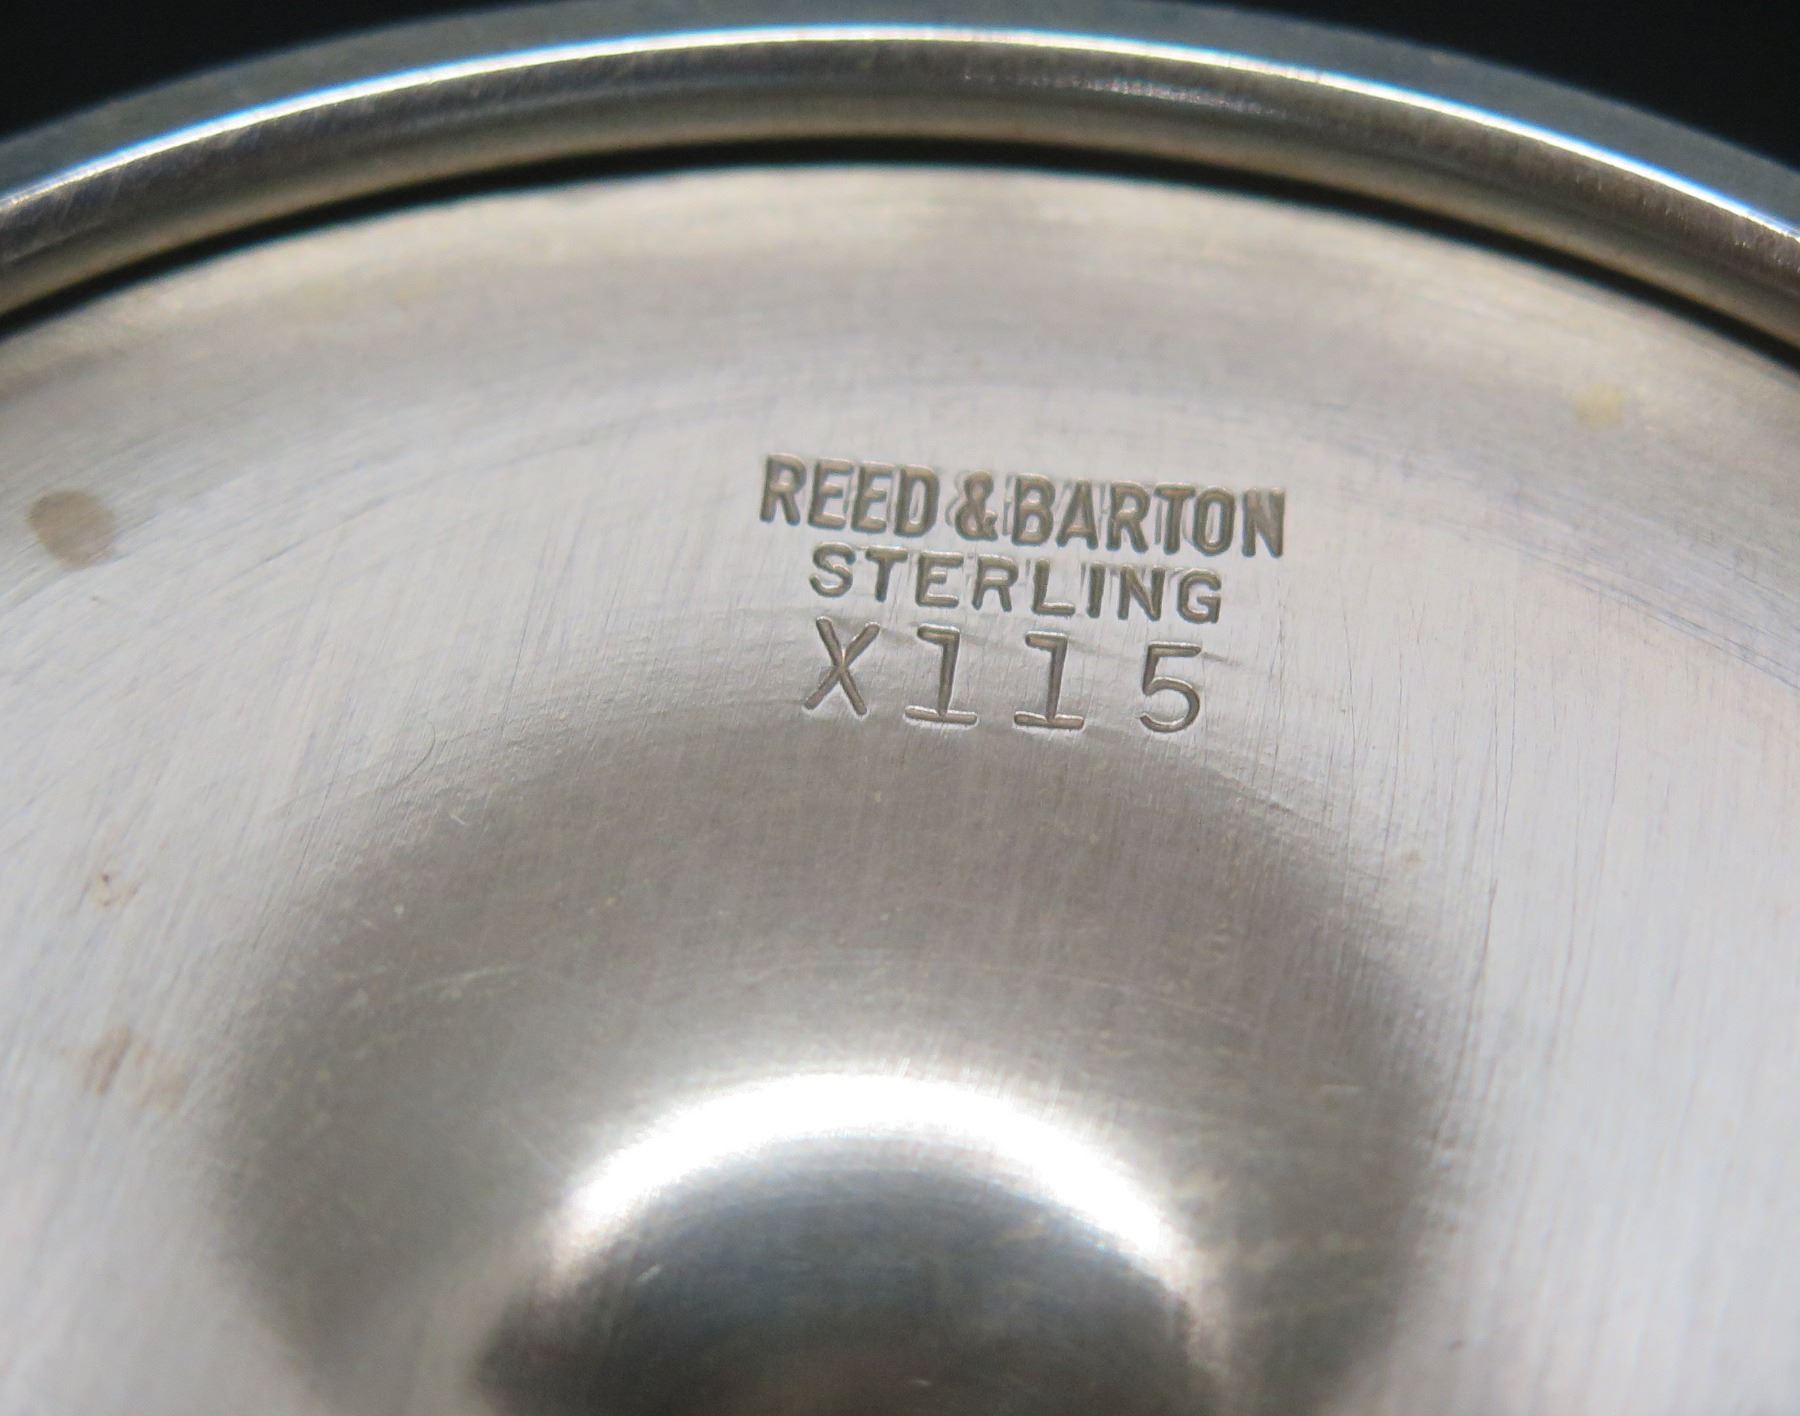 REED & BARTON
STERLING
X115